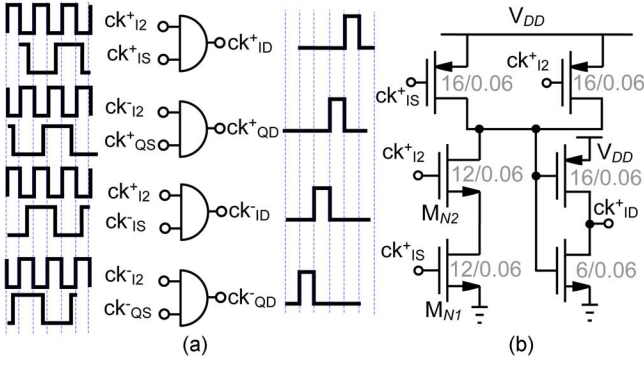 ck⁺I2
ck⁺IS
ck⁺ID
ck⁻I2
ck⁺QS
ck⁺QD
ck⁺I2
ck⁻IS
ck⁻ID
ck⁻I2
ck⁻QS
ck⁻QD
(a)
VDD
ck⁺IS
16/0.06
ck⁺I2
16/0.06
ck⁺I2
12/0.06
MN2
VDD
16/0.06
ck⁺ID
ck⁺IS
12/0.06
MN1
6/0.06
(b)